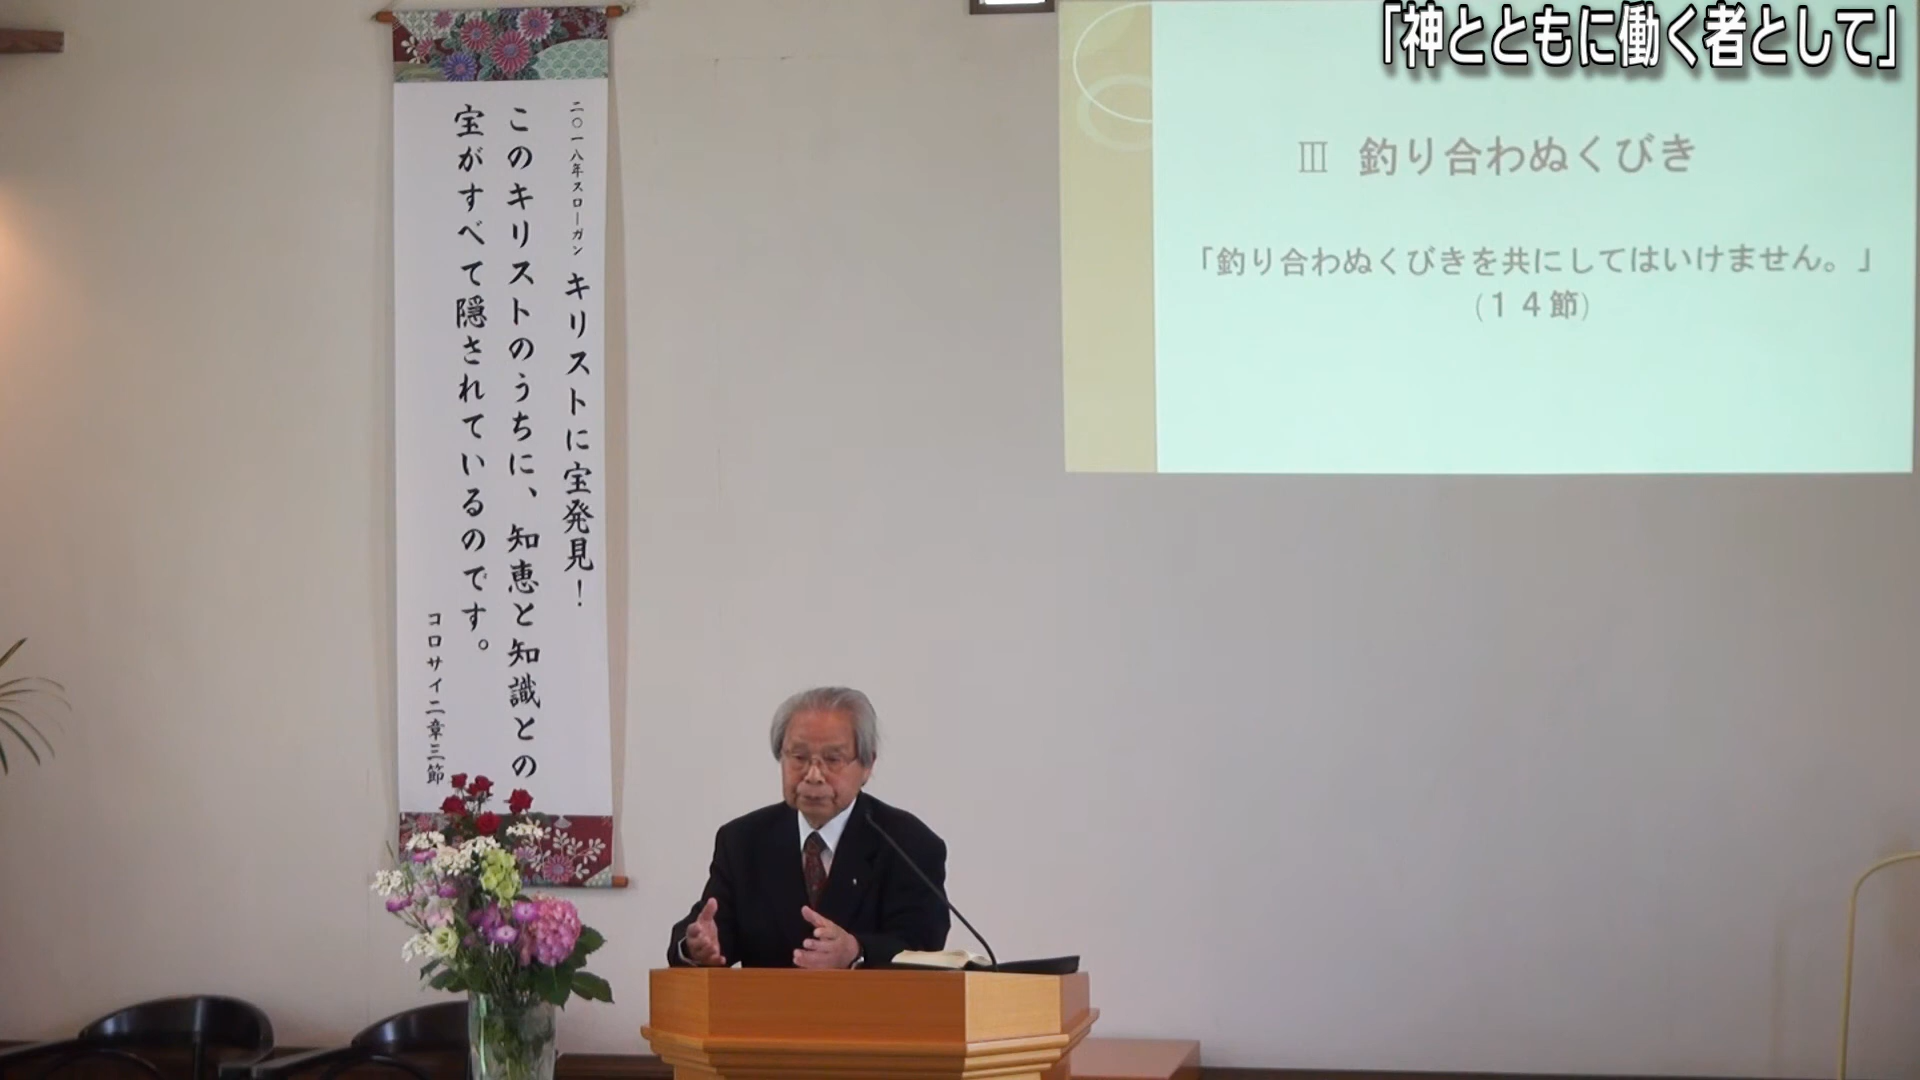 「神とともに働く者として」
Ⅲ 釣り合わぬくびき
「釣り合わぬくびきを共にしてはいけません。」
(１４節)
二〇一八年スローガン キリストに宝発見！
このキリストのうちに、知恵と知識との
宝がすべて隠されているのです。
コロサイ二章三節